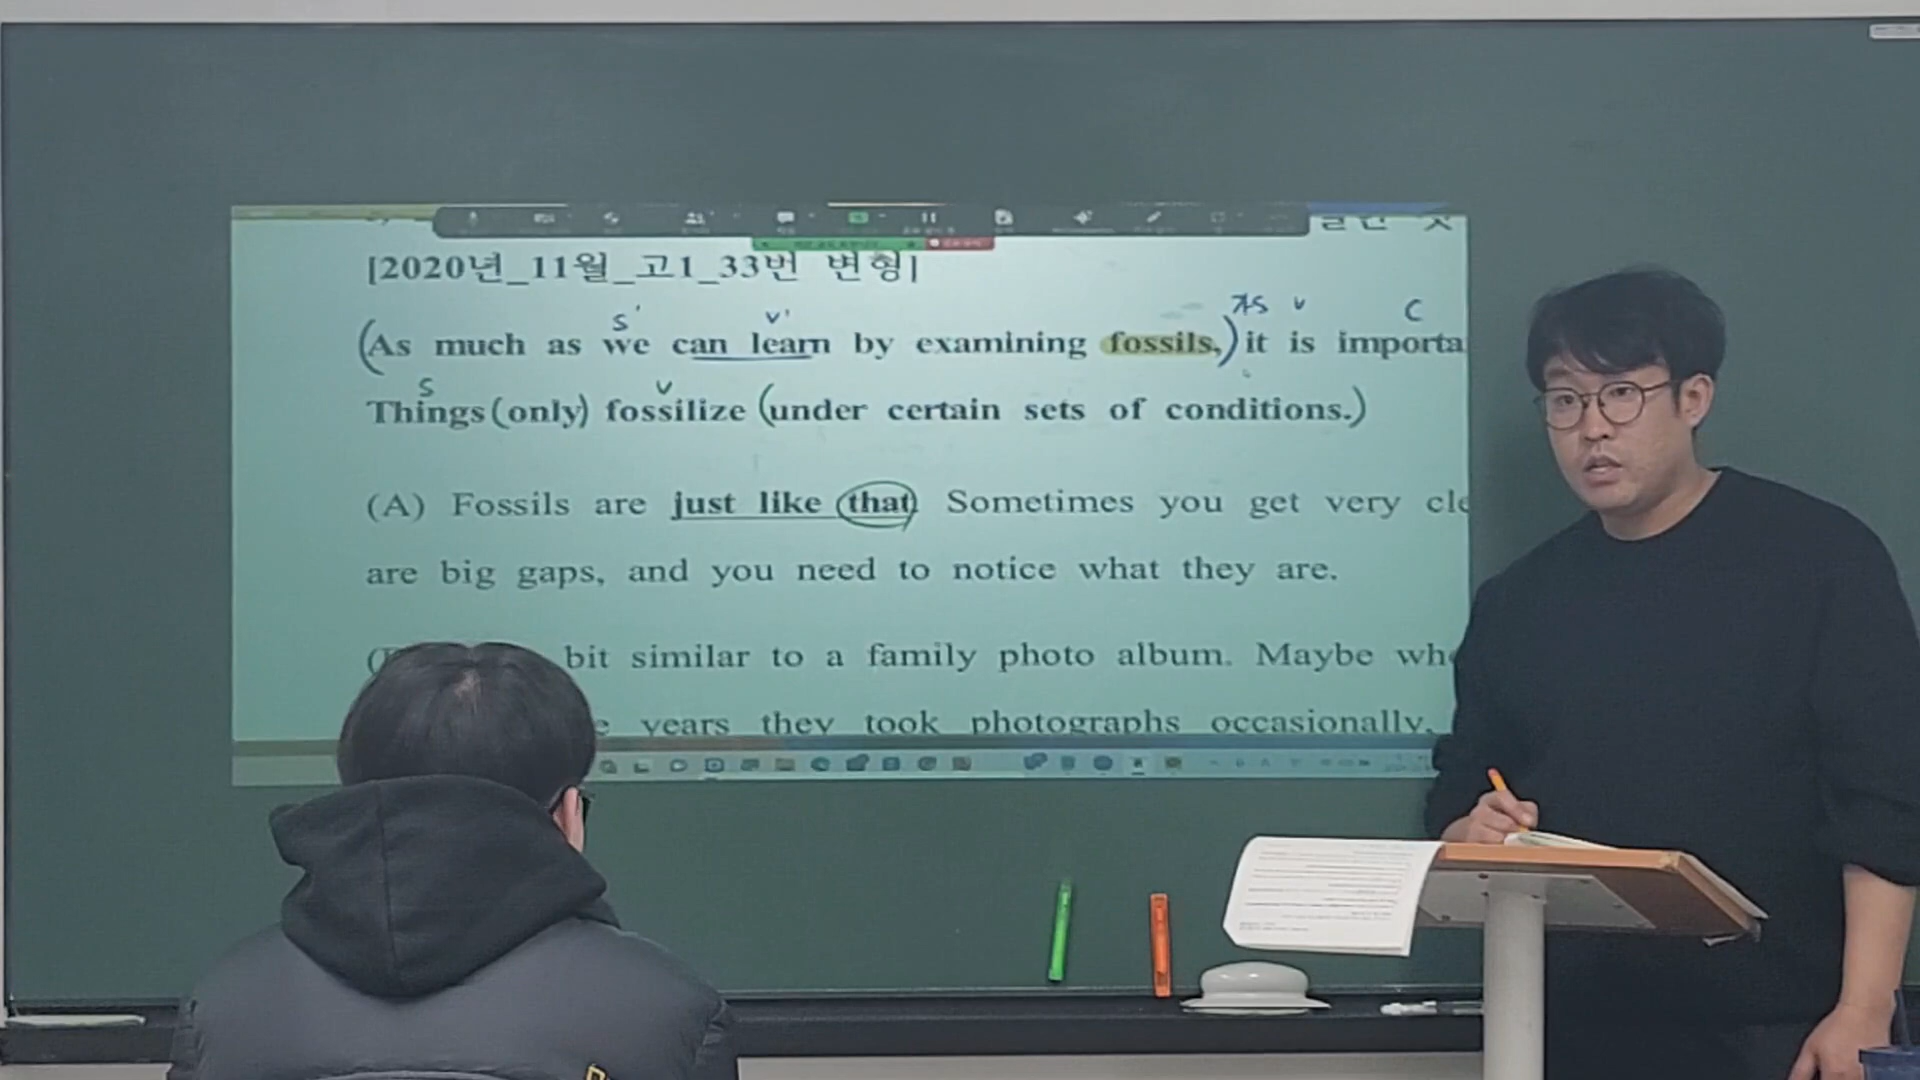 [2020년_11월_고1_33번 변형]
s' v' 가s v c
(As much as we can learn by examining fossils,) it is importa
s v
Things (only) fossilize (under certain sets of conditions.)
(A) Fossils are just like that. Sometimes you get very cle
are big gaps, and you need to notice what they are.
bit similar to a family photo album. Maybe whe
e years they took photographs occasionally,